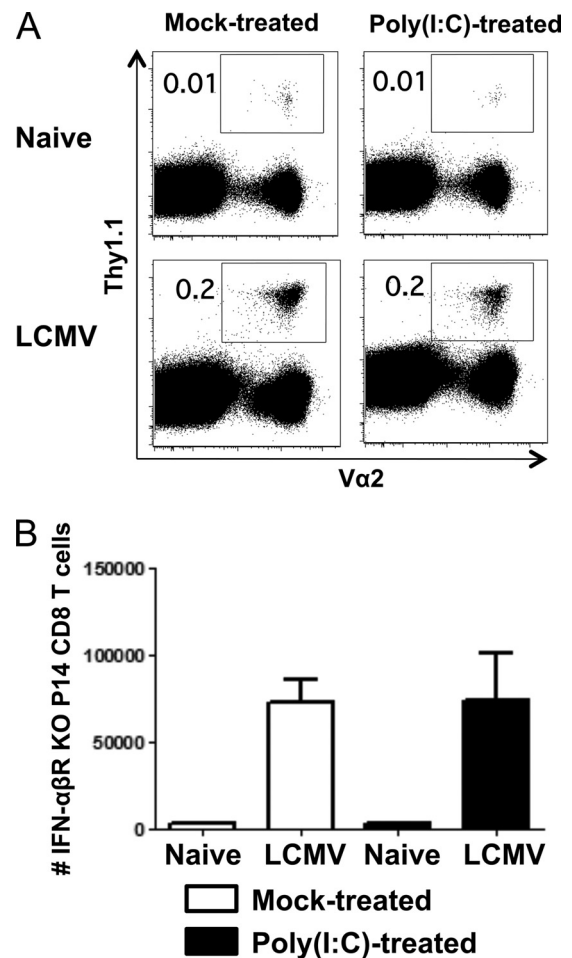 A
Mock-treated
Poly(I:C)-treated
Naive
0.01
0.01
Thy1.1
LCMV
0.2
0.2
Vα2
B
# IFN-αβR KO P14 CD8 T cells
150000
100000
50000
0
Naive LCMV Naive LCMV
Mock-treated
Poly(I:C)-treated